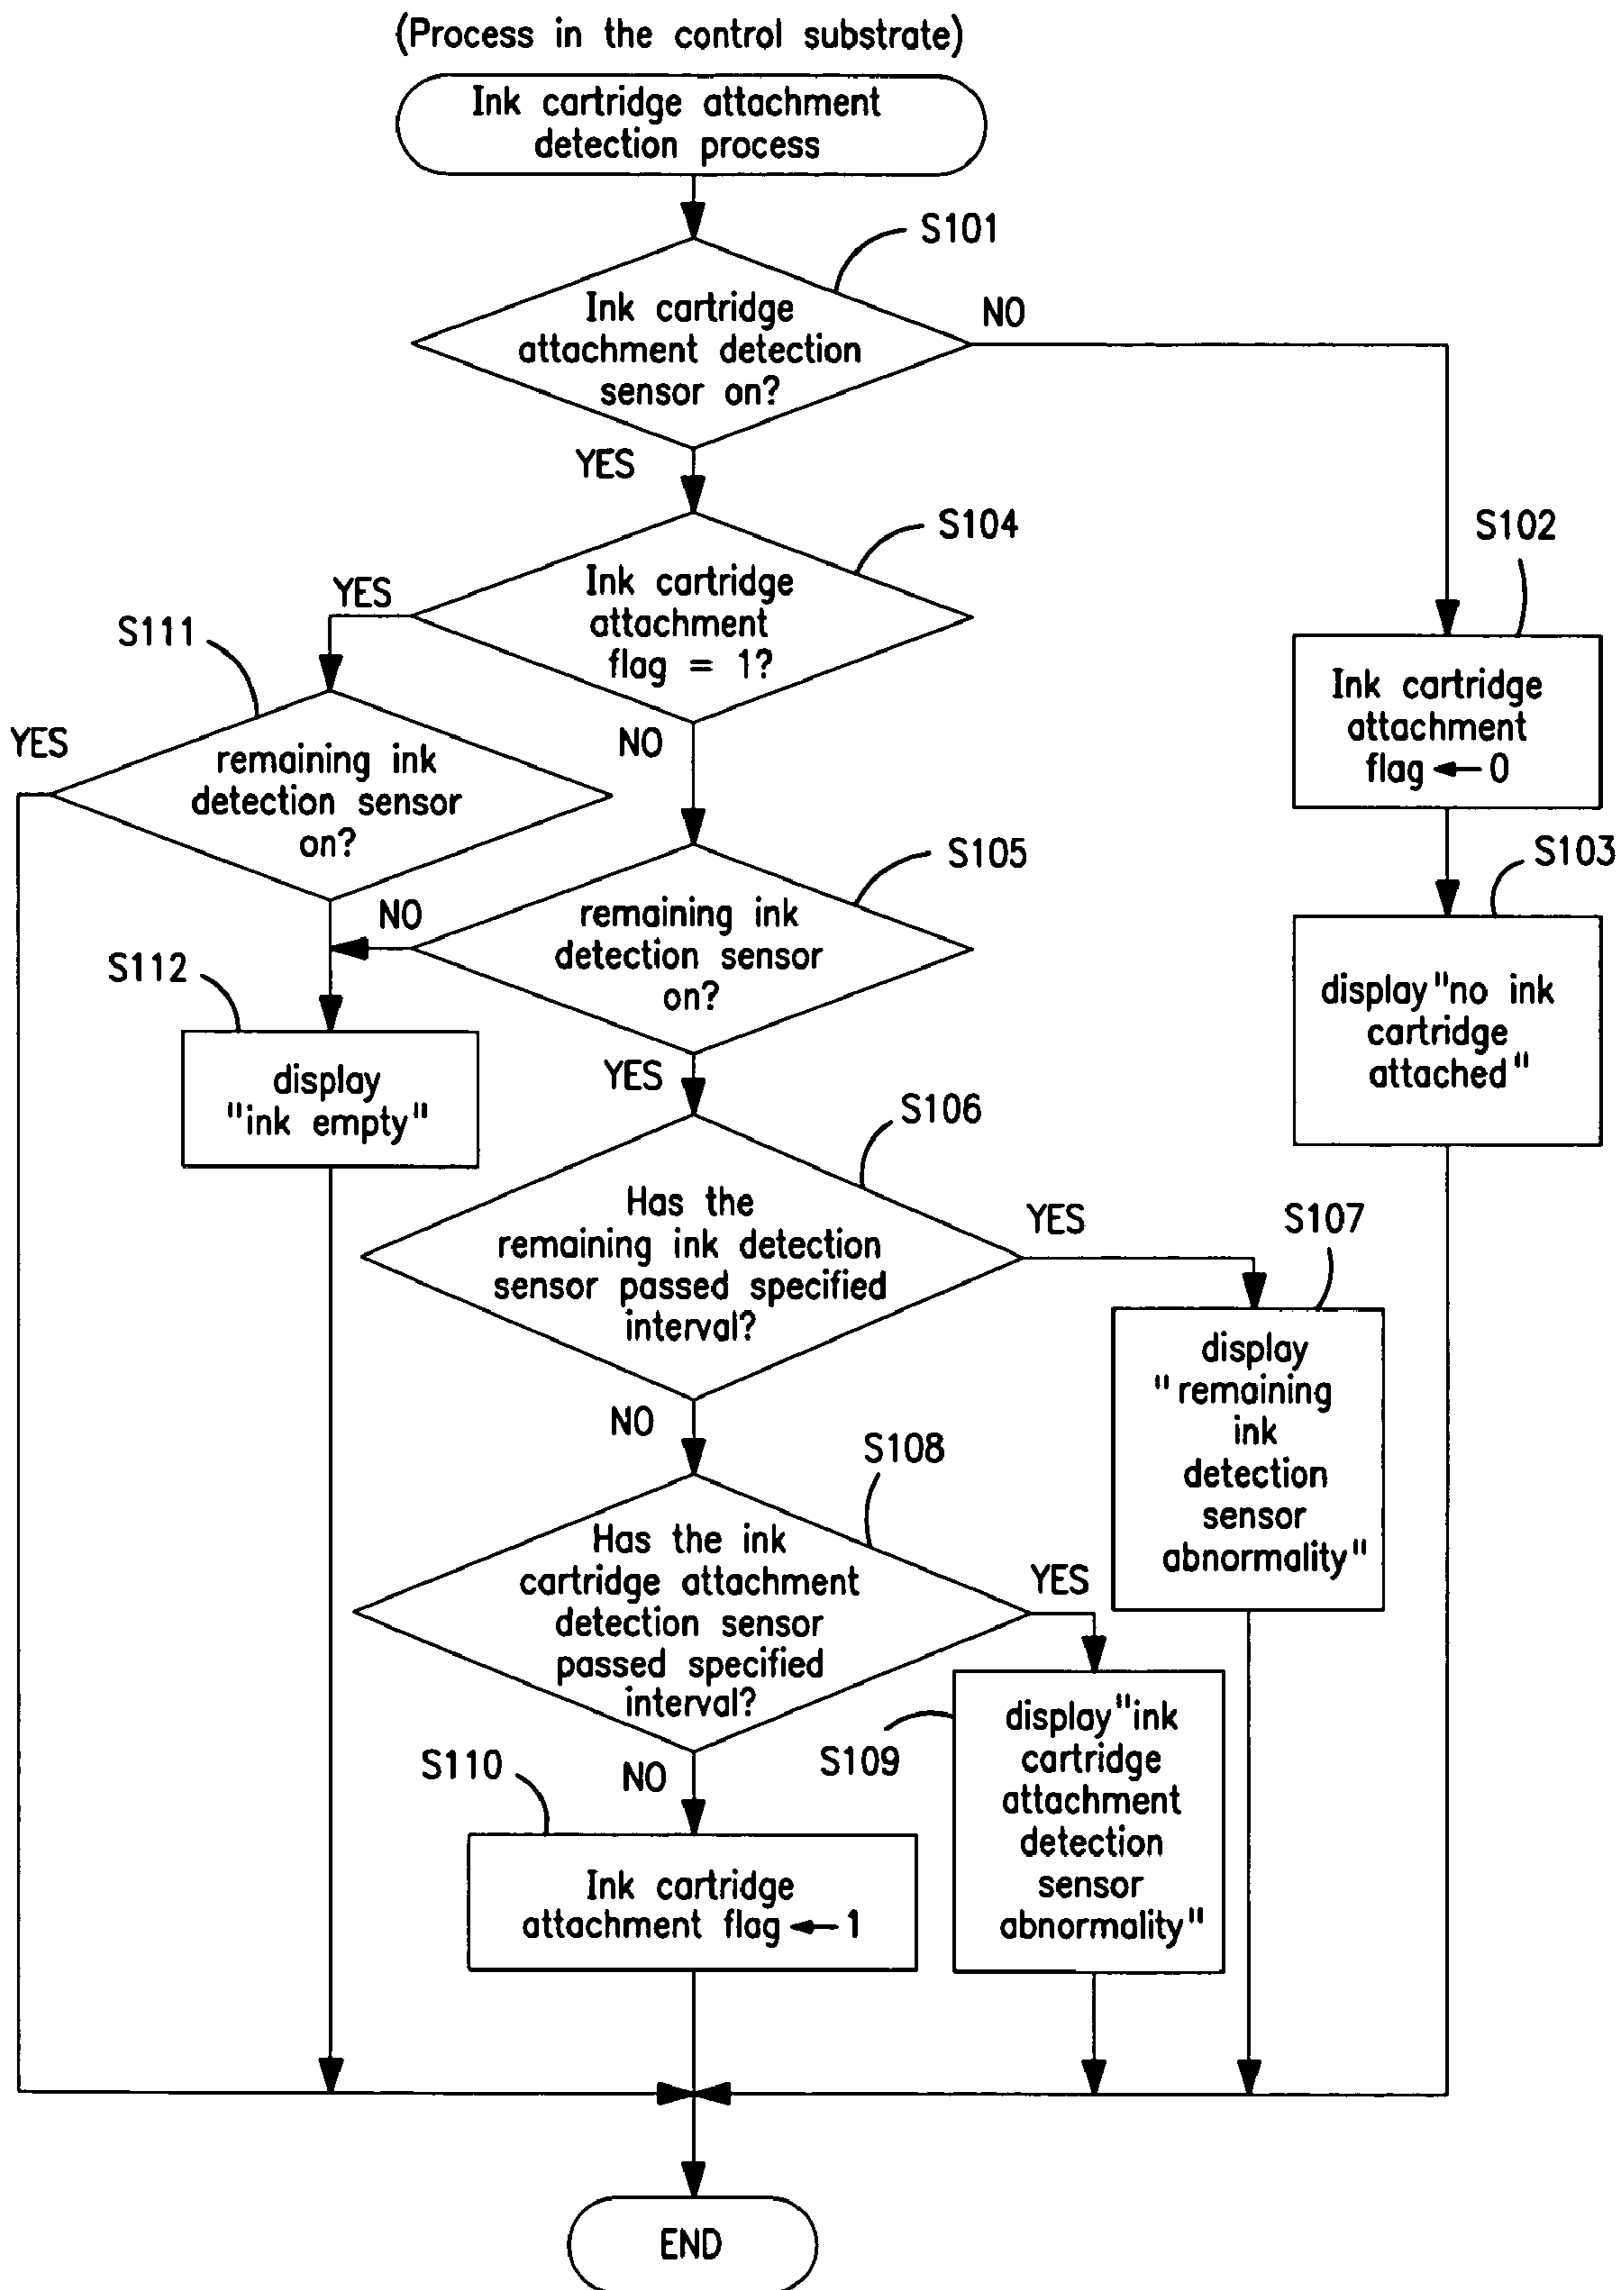 (Process in the control substrate)
Ink cartridge attachment
detection process
S101
Ink cartridge
attachment detection
sensor on?
NO
YES
S104
S102
Ink cartridge
attachment
flag = 1?
YES
S111
NO
Ink cartridge
attachment
flag ← 0
YES
remaining ink
detection sensor
on?
S105
S103
NO
remaining ink
detection sensor
on?
display "no ink
cartridge
attached"
S112
display
"ink empty"
YES
S106
Has the
remaining ink detection
sensor passed specified
interval?
YES
S107
display
"remaining
ink
detection
sensor
abnormality"
NO
S108
Has the ink
cartridge attachment
detection sensor
passed specified
interval?
YES
S109
display "ink
cartridge
attachment
detection
sensor
abnormality"
S110
NO
Ink cartridge
attachment flag ← 1
END